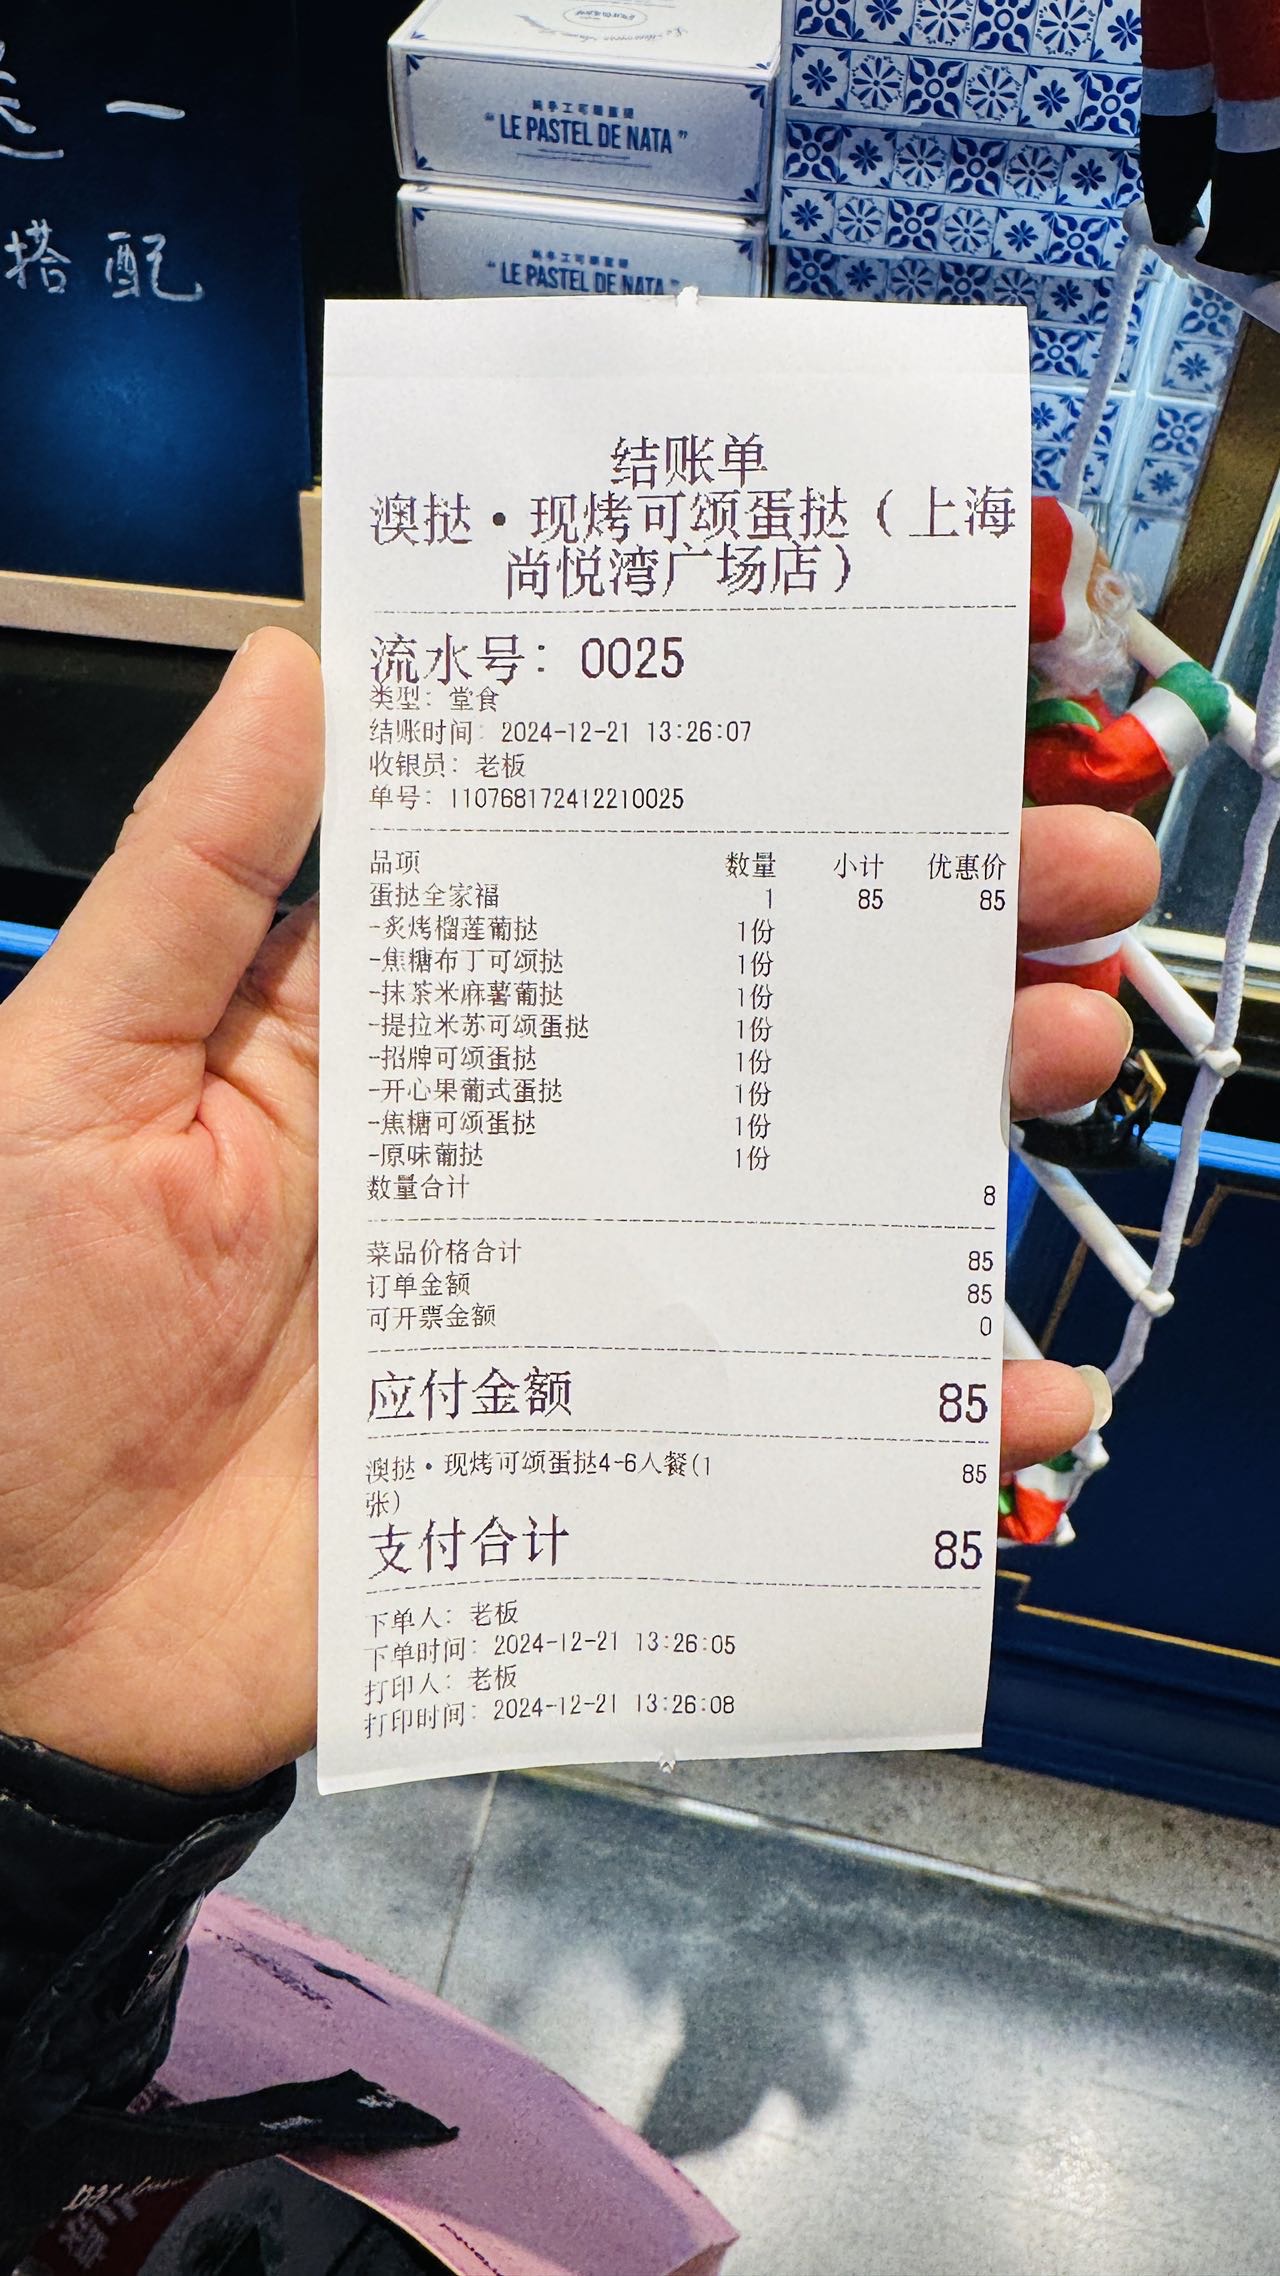 送一
搭配
纯手工可颂蛋挞
“LE PASTEL DE NATA”
“LE PASTEL DE NATA”
结账单
澳挞·现烤可颂蛋挞（上海
尚悦湾广场店）
流水号：0025
类型：堂食
结账时间：2024-12-21 13:26:07
收银员：老板
单号：110768172412210025
品项 数量 小计 优惠价
蛋挞全家福 1 85 85
-炙烤榴莲葡挞 1份
-焦糖布丁可颂挞 1份
-抹茶米麻薯葡挞 1份
-提拉米苏可颂蛋挞 1份
-招牌可颂蛋挞 1份
-开心果葡式蛋挞 1份
-焦糖可颂蛋挞 1份
-原味葡挞 1份
数量合计 8
菜品价格合计 85
订单金额 85
可开票金额 0
应付金额 85
澳挞·现烤可颂蛋挞4-6人餐(1 85
张)
支付合计 85
下单人：老板
下单时间：2024-12-21 13:26:05
打印人：老板
打印时间：2024-12-21 13:26:08